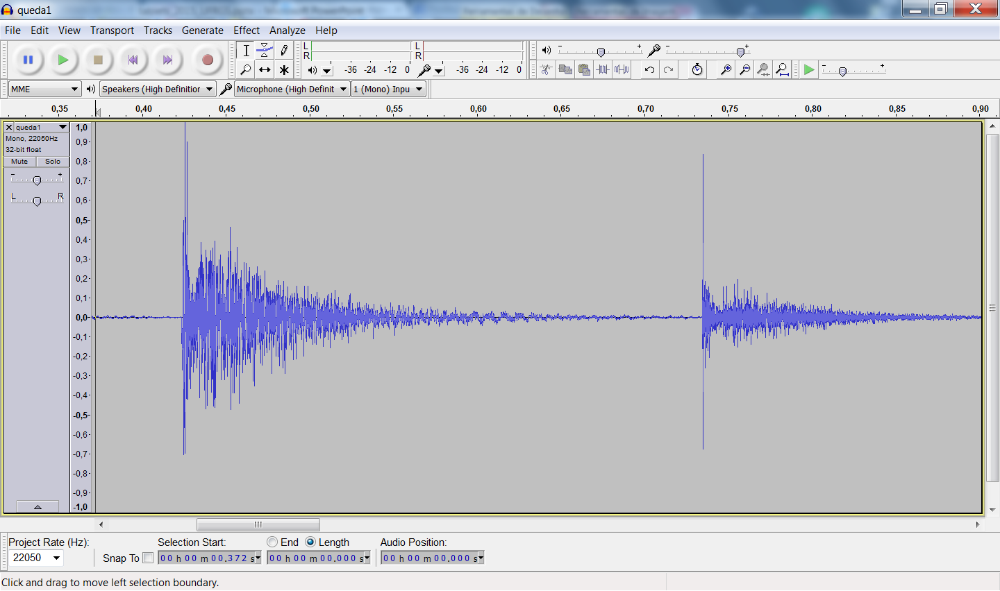 queda1
File Edit View Transport Tracks Generate Effect Analyze Help
L
R
-36 -24 -12 0
L
R
-36 -24 -12 0
- +
- +
- +
MME
Speakers (High Definition
Microphone (High Definit
1 (Mono) Inpu
0,35 0,40 0,45 0,50 0,55 0,60 0,65 0,70 0,75 0,80 0,85 0,90
queda1
Mono, 22050Hz
32-bit float
Mute Solo
- +
L R
1,0
0,9
0,8
0,7
0,6
0,5
0,4
0,3
0,2
0,1
0,0
-0,1
-0,2
-0,3
-0,4
-0,5
-0,6
-0,7
-0,8
-0,9
-1,0
Project Rate (Hz): Selection Start: End Length Audio Position:
22050 Snap To 00 h 00 m 00.372 s 00 h 00 m 00.000 s 00 h 00 m 00.000 s
Click and drag to move left selection boundary.